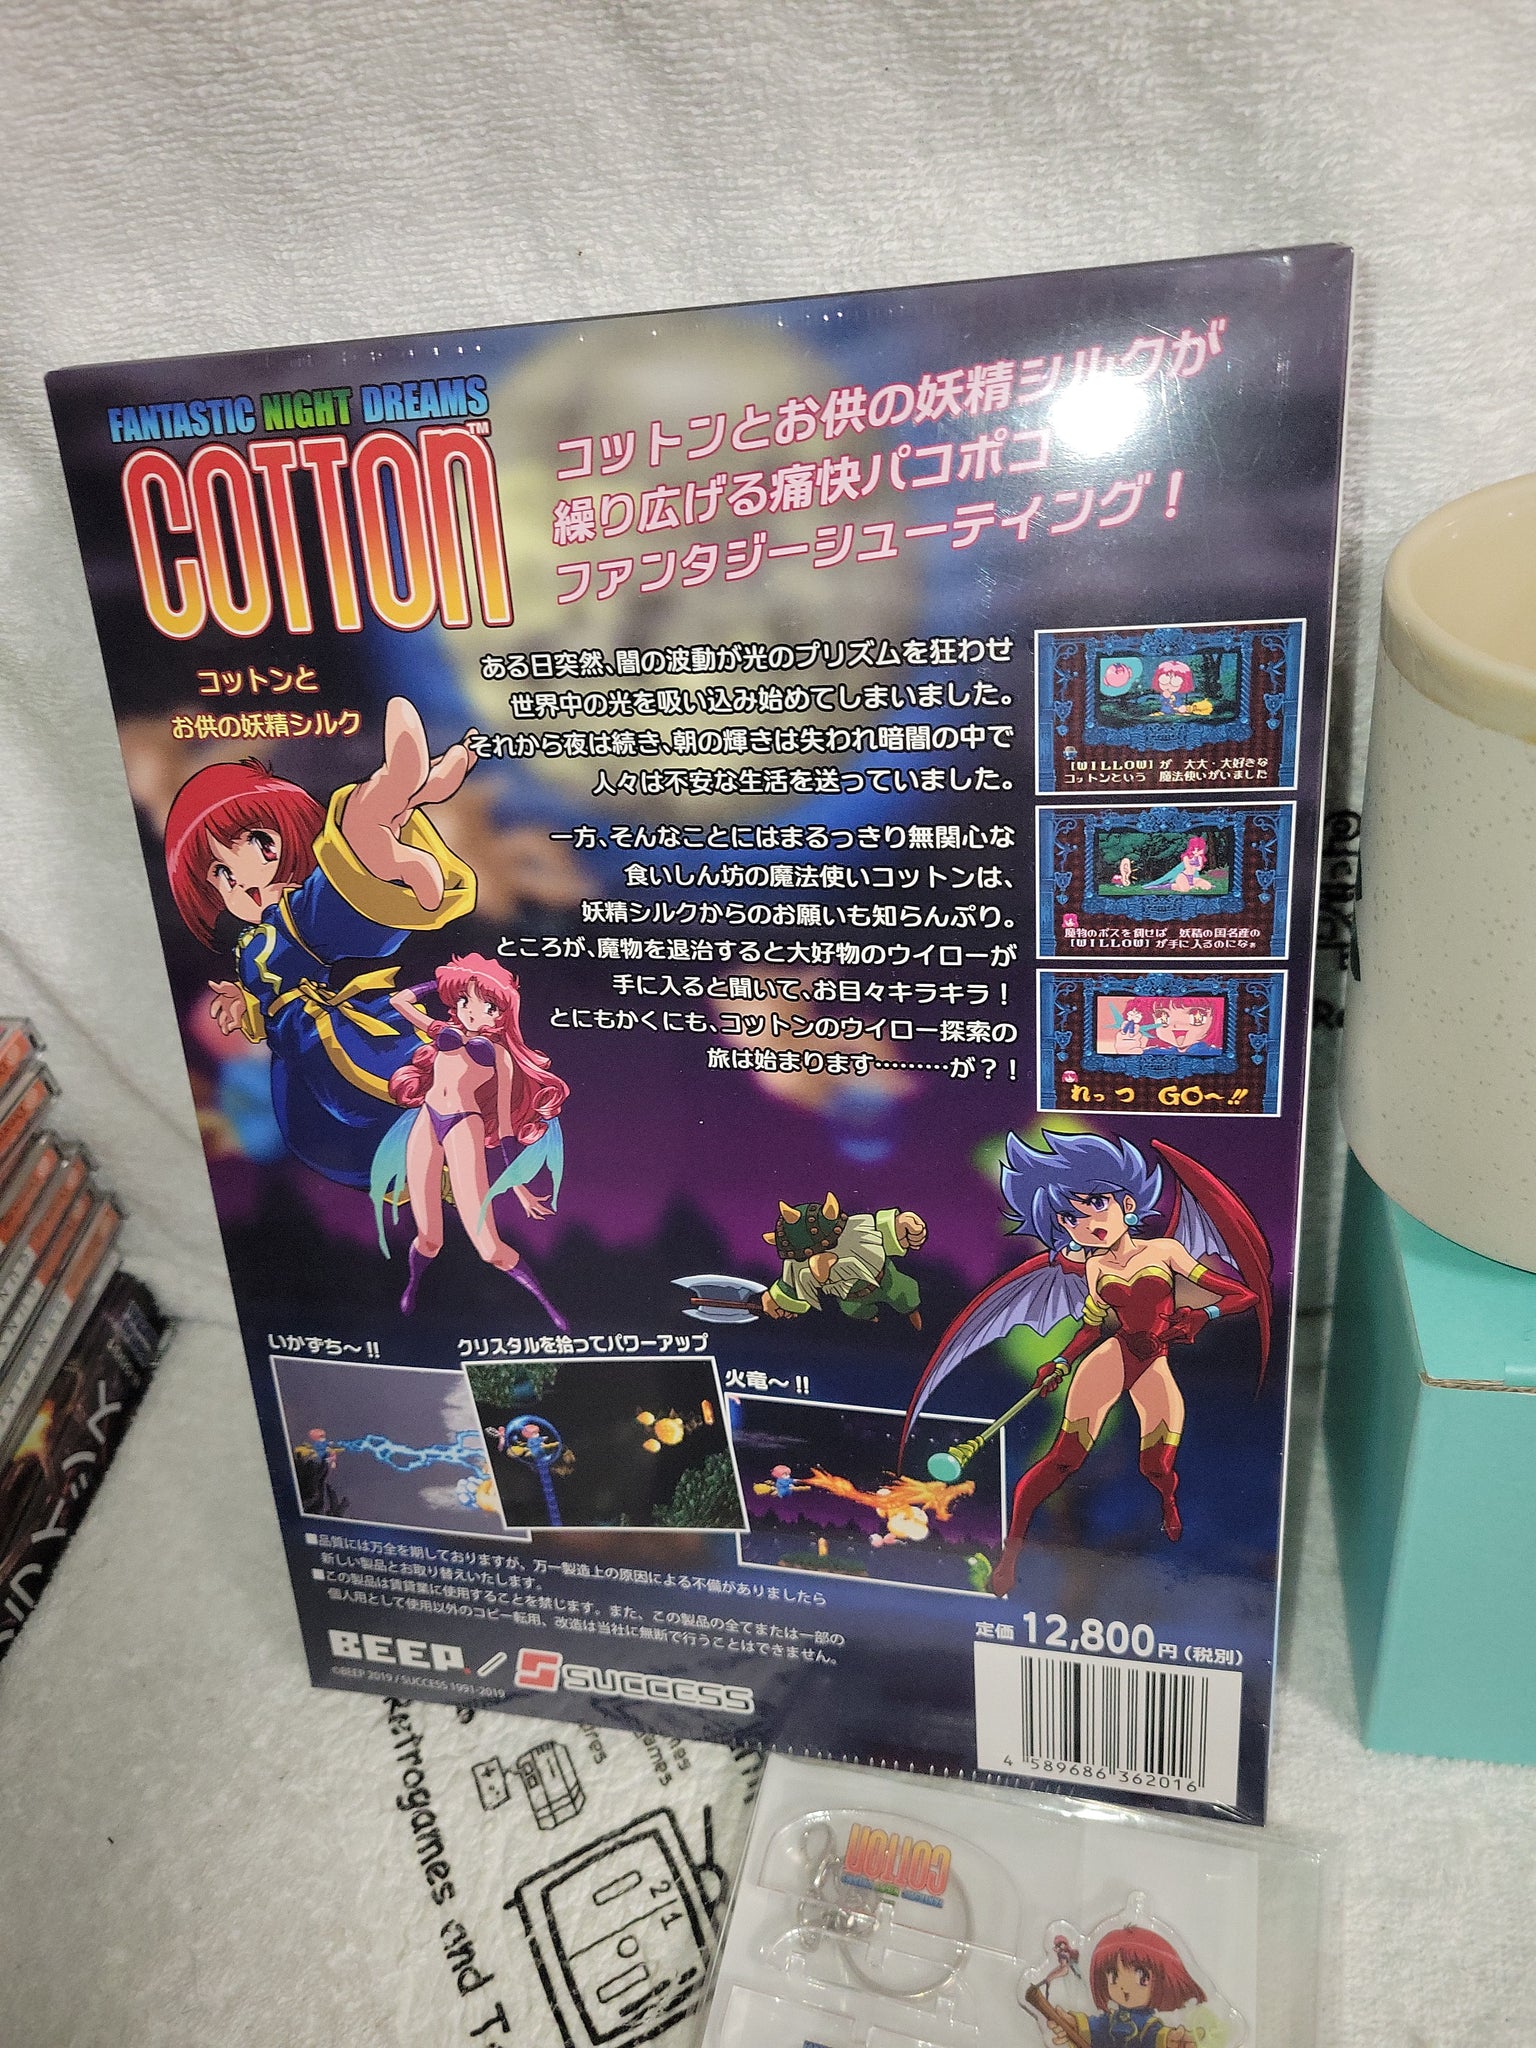 FANTASTIC NIGHT DREAMS
COTTON™
コットンとお供の妖精シルクが
繰り広げる痛快パコポコ
ファンタジーシューティング！
コットンと
お供の妖精シルク
ある日突然、闇の波動が光のプリズムを狂わせ
世界中の光を吸い込み始めてしまいました。
それから夜は続き、朝の輝きは失われ暗闇の中で
人々は不安な生活を送っていました。
一方、そんなことにはまるっきり無関心な
食いしん坊の魔法使いコットンは、
妖精シルクからのお願いも知らんぷり。
ところが、魔物を退治すると大好物のウイローが
手に入ると聞いて、お目々キラキラ！
とにもかくにも、コットンのウイロー探索の
旅は始まります………が？！
[WILLOW]が 大大・大好きな
コットンという 魔法使いがいました
魔物のボスを倒せば 妖精の国名産の
[WILLOW]が手に入るのになぁ
れっつ GO〜!!
いかずち〜!!
クリスタルを拾ってパワーアップ
火竜〜!!
■品質には万全を期しておりますが、万一製造上の原因による不備がありましたら
新しい製品とお取り替えいたします。
■この製品は賃貸業に使用することを禁じます。また、この製品の全てまたは一部の
個人用として使用以外のコピー転用、改造は当社に無断で行うことはできません。
BEEP. / SUCCESS
©BEEP 2019 / SUCCESS 1991-2019
定価 12,800円(税別)
4 589686 362016
Retrogames and
2 1
COTTON